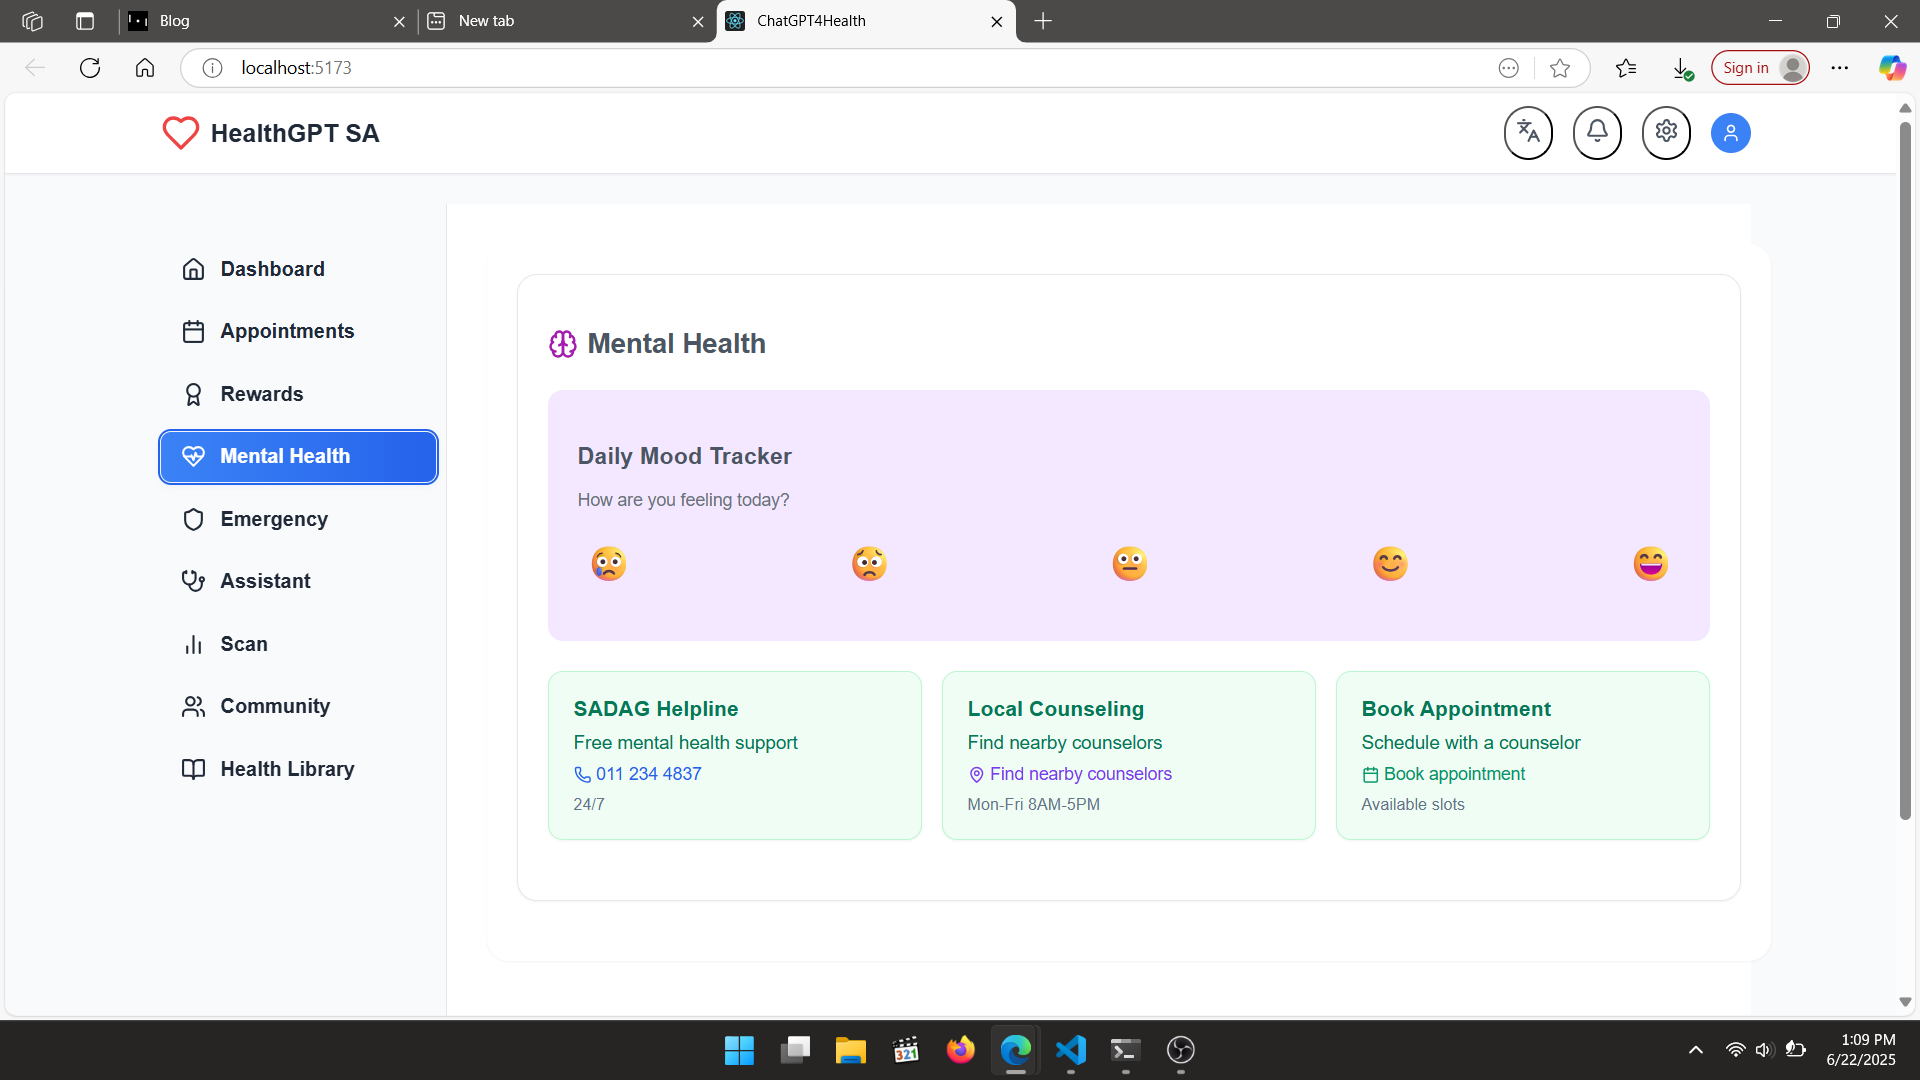 Blog
New tab
ChatGPT4Health
localhost:5173
Sign in
HealthGPT SA
Dashboard
Appointments
Rewards
Mental Health
Emergency
Assistant
Scan
Community
Health Library
Mental Health
Daily Mood Tracker
How are you feeling today?
SADAG Helpline
Free mental health support
011 234 4837
24/7
Local Counseling
Find nearby counselors
Find nearby counselors
Mon-Fri 8AM-5PM
Book Appointment
Schedule with a counselor
Book appointment
Available slots
321
1:09 PM
6/22/2025